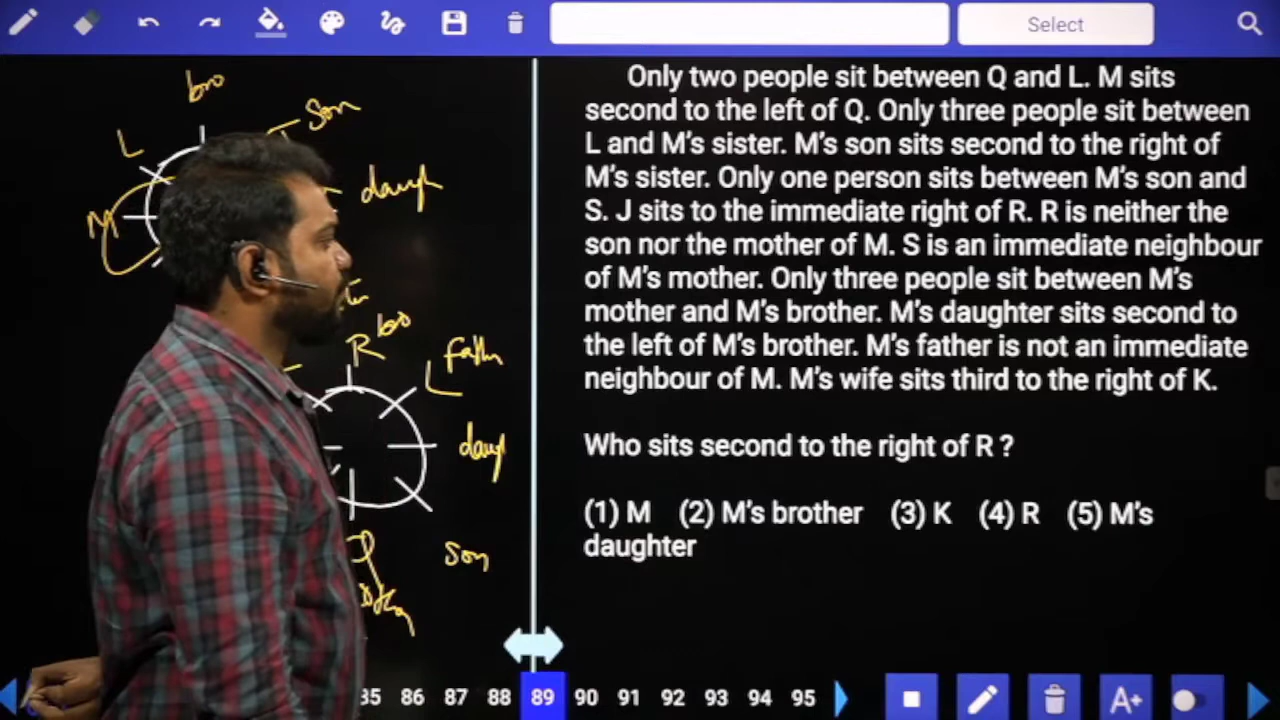 Select
bro
Son
L
daugh
M
bro
R
Fath
L
daugh
son
Only two people sit between Q and L. M sits
second to the left of Q. Only three people sit between
L and M's sister. M's son sits second to the right of
M's sister. Only one person sits between M's son and
S. J sits to the immediate right of R. R is neither the
son nor the mother of M. S is an immediate neighbour
of M's mother. Only three people sit between M's
mother and M's brother. M's daughter sits second to
the left of M's brother. M's father is not an immediate
neighbour of M. M's wife sits third to the right of K.
Who sits second to the right of R ?
(1) M (2) M's brother (3) K (4) R (5) M's
daughter
85 86 87 88 89 90 91 92 93 94 95
A+